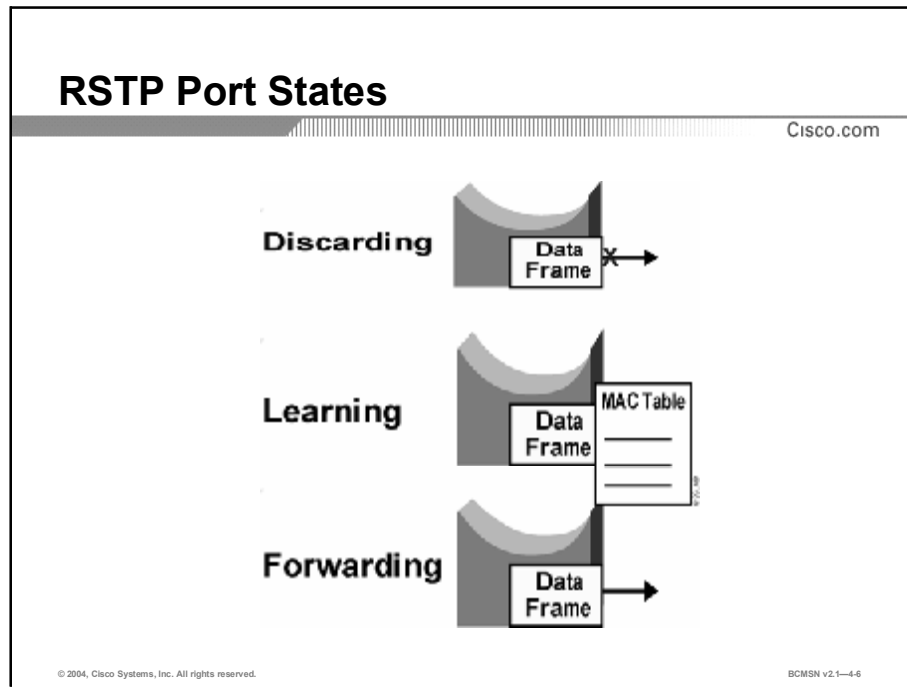 RSTP Port States
Cisco.com
Discarding
Data
Frame
X
Learning
MAC Table
Data
Frame
Forwarding
Data
Frame
© 2004, Cisco Systems, Inc. All rights reserved.
BCMSN v2.1—4-6